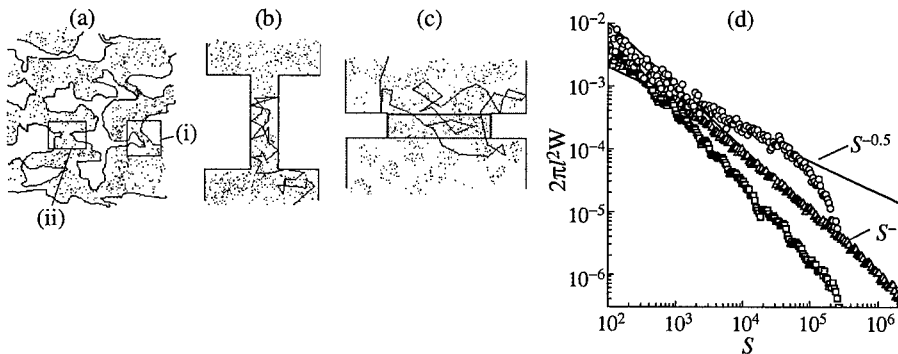 (a)
(b)
(c)
(d)
(i)
(ii)
10⁻²
10⁻³
10⁻⁴
10⁻⁵
10⁻⁶
2πl²W
S⁻⁰·⁵
S⁻
10²
10³
10⁴
10⁵
10⁶
S